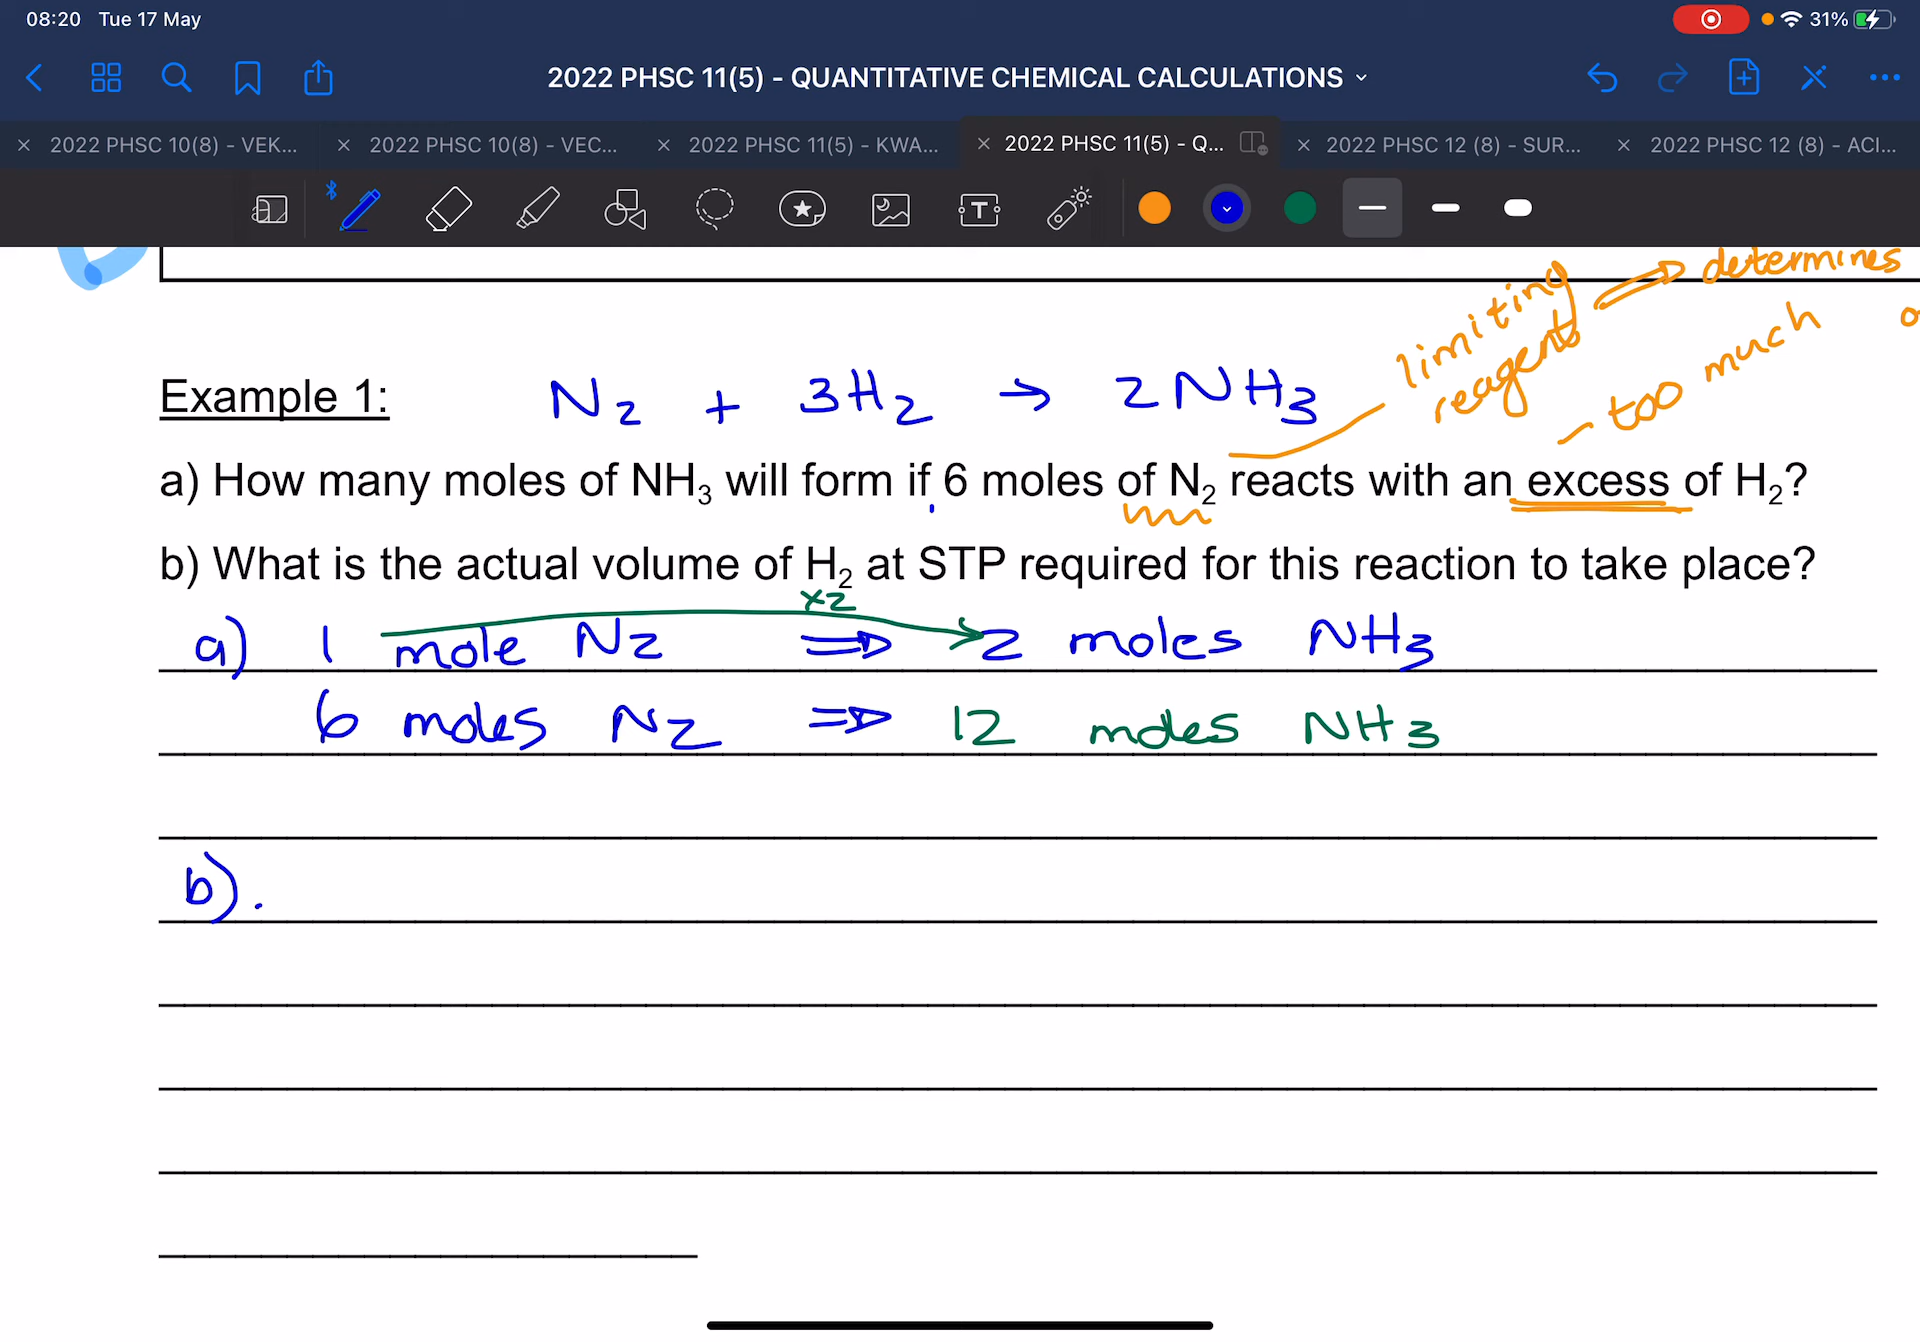 08:20 Tue 17 May
31%
2022 PHSC 11(5) - QUANTITATIVE CHEMICAL CALCULATIONS
2022 PHSC 10(8) - VEK...
2022 PHSC 10(8) - VEC...
2022 PHSC 11(5) - KWA...
2022 PHSC 11(5) - Q...
2022 PHSC 12 (8) - SUR...
2022 PHSC 12 (8) - ACI...
T
limiting reagent ⇒ determines
- too much
Example 1: N₂ + 3H₂ → 2NH₃
a) How many moles of NH₃ will form if 6 moles of N₂ reacts with an excess of H₂?
b) What is the actual volume of H₂ at STP required for this reaction to take place?
×2
a) 1 mole N₂ ⇒ 2 moles NH₃
6 moles N₂ ⇒ 12 moles NH₃
b).